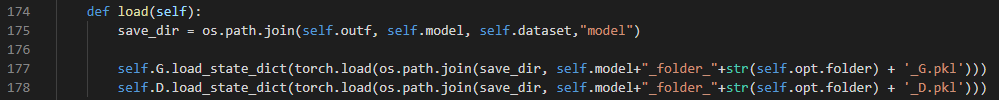 174 def load(self):
175 save_dir = os.path.join(self.outf, self.model, self.dataset,"model")
176
177 self.G.load_state_dict(torch.load(os.path.join(save_dir, self.model+"_folder_"+str(self.opt.folder) + '_G.pkl')))
178 self.D.load_state_dict(torch.load(os.path.join(save_dir, self.model+"_folder_"+str(self.opt.folder) + '_D.pkl')))